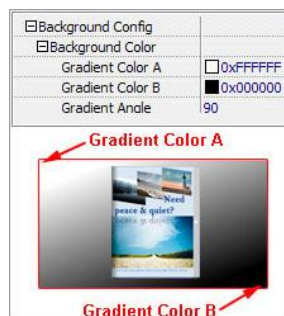 Background Config
Background Color
Gradient Color A 0xFFFFFF
Gradient Color B 0x000000
Gradient Angle 90
Gradient Color A
Need
peace & quiet?
Gradient Color B